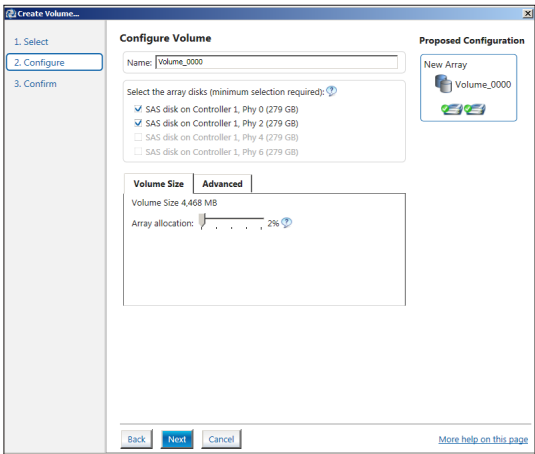 Create Volume...
1. Select
2. Configure
3. Confirm
Configure Volume
Name: Volume_0000
Select the array disks (minimum selection required):
SAS disk on Controller 1, Phy 0 (279 GB)
SAS disk on Controller 1, Phy 2 (279 GB)
SAS disk on Controller 1, Phy 4 (279 GB)
SAS disk on Controller 1, Phy 6 (279 GB)
Volume Size Advanced
Volume Size 4,468 MB
Array allocation: 2%
Proposed Configuration
New Array
Volume_0000
Back Next Cancel
More help on this page